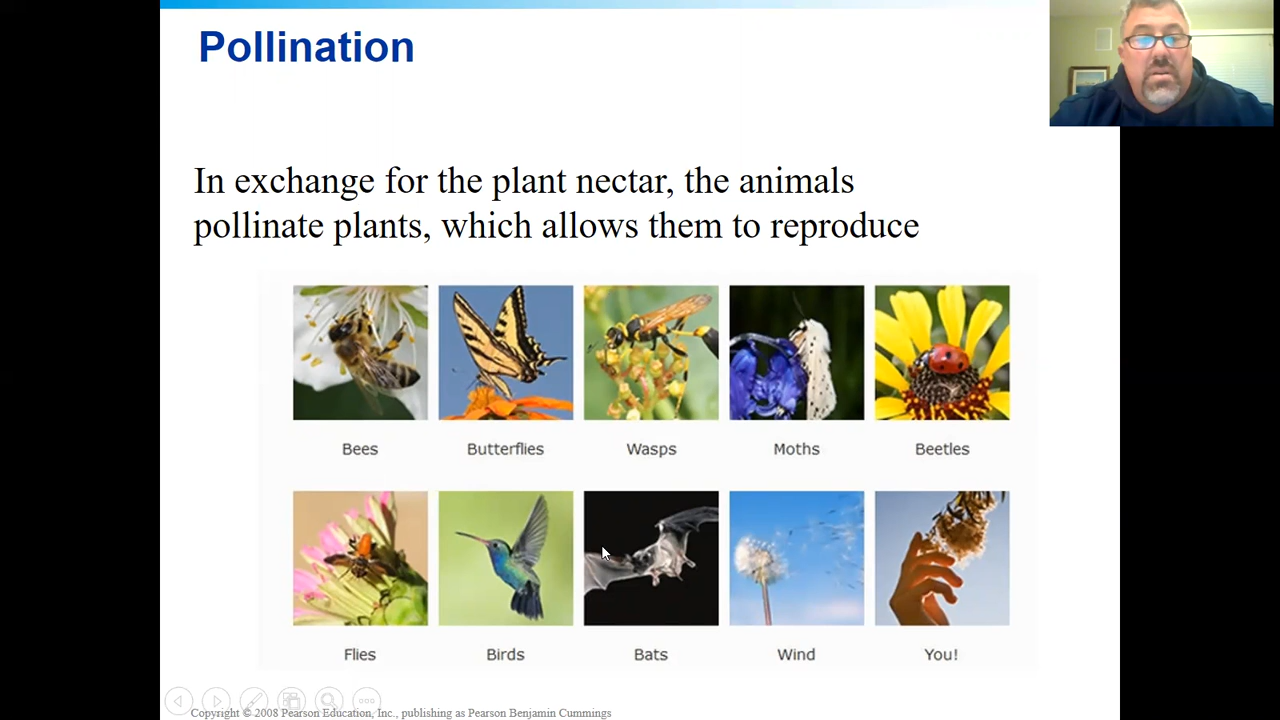 Pollination
In exchange for the plant nectar, the animals
pollinate plants, which allows them to reproduce
Bees Butterflies Wasps Moths Beetles
Flies Birds Bats Wind You!
Copyright © 2008 Pearson Education, Inc., publishing as Pearson Benjamin Cummings